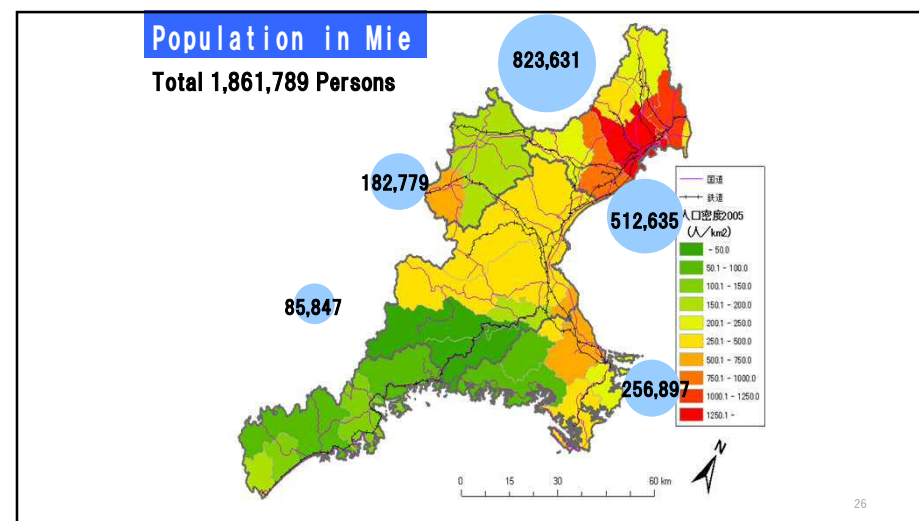 Population in Mie
Total 1,861,789 Persons
823,631
182,779
512,635
85,847
256,897
国道
鉄道
人口密度2005
(人／km2)
- 50.0
50.1 - 100.0
100.1 - 150.0
150.1 - 200.0
200.1 - 250.0
250.1 - 500.0
500.1 - 750.0
750.1 - 1000.0
1000.1 - 1250.0
1250.1 -
N
0 15 30 60 km
26